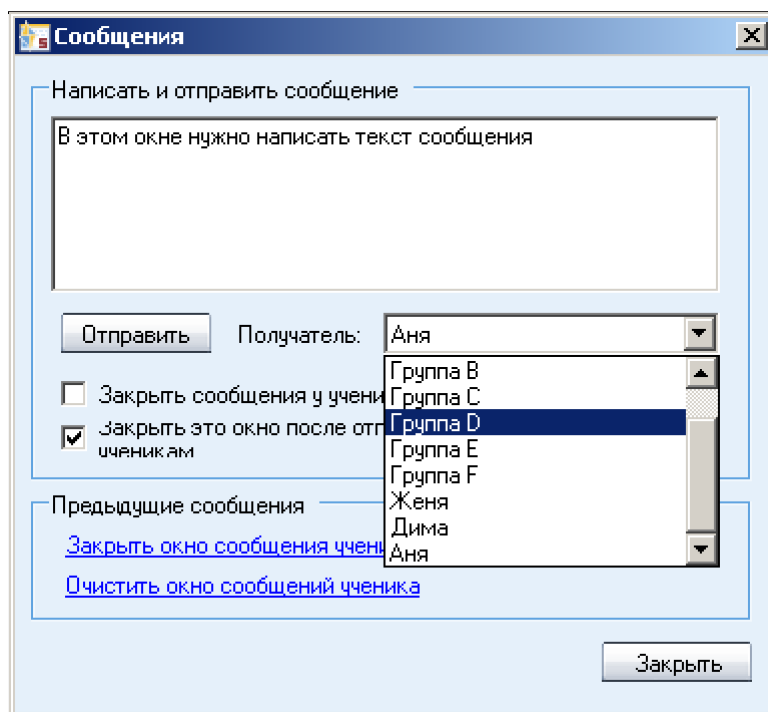 Сообщения
Написать и отправить сообщение
В этом окне нужно написать текст сообщения
Отправить Получатель: Аня
Группа B
Закрыть сообщения у учени Группа C
Закрыть это окно после отп Группа D
ученикам Группа E
Группа F
Предыдущие сообщения Женя
Дима
Закрыть окно сообщения учени Аня
Очистить окно сообщений ученика
Закрыть